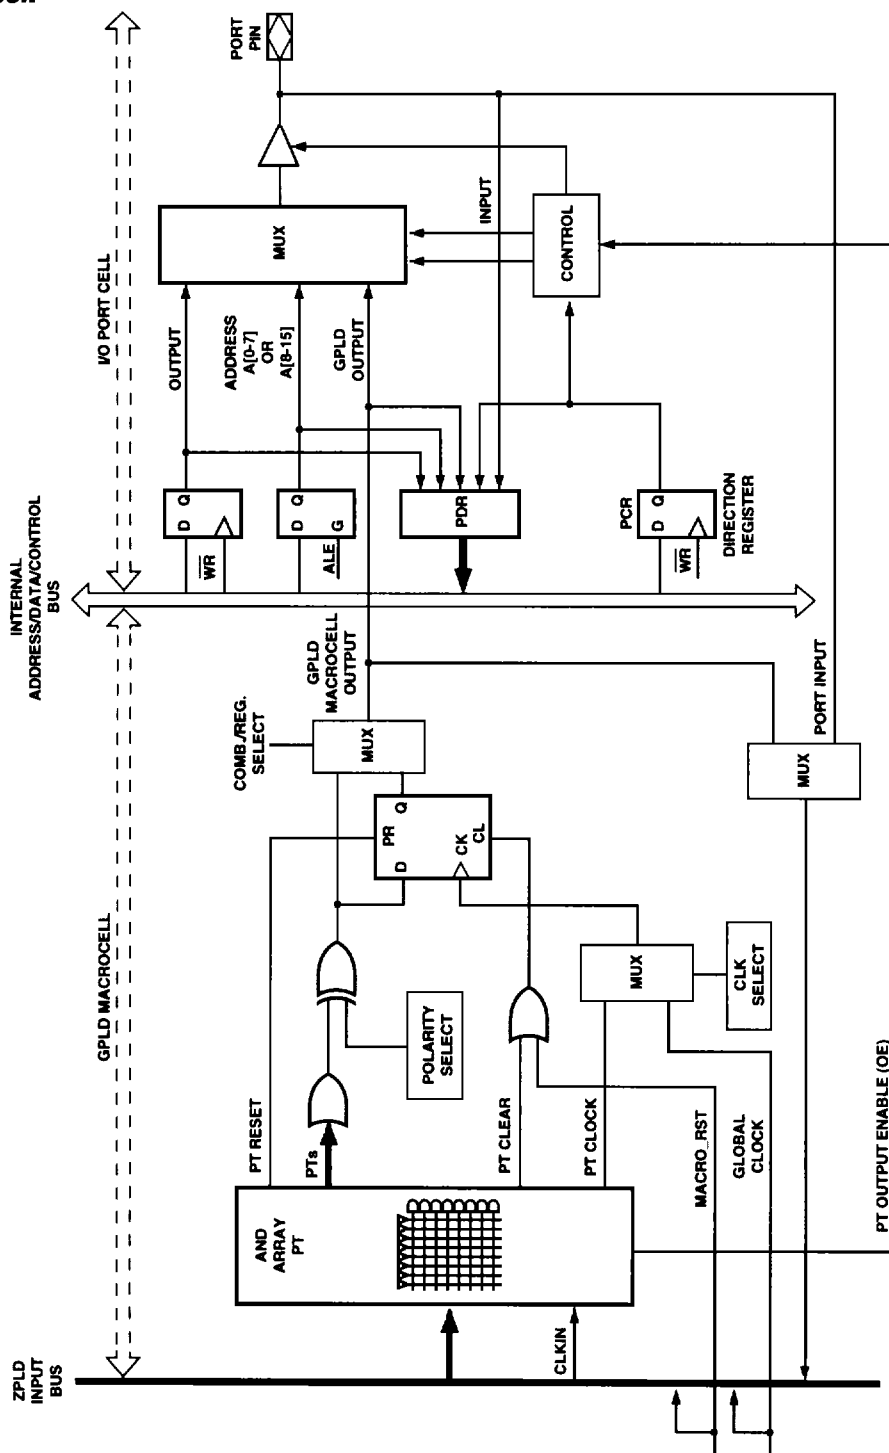 ZPLD
INPUT
BUS
GPLD MACROCELL
INTERNAL
ADDRESS/DATA/CONTROL
BUS
I/O PORT CELL
AND
ARRAY
PT
CLKIN
PT RESET
PTs
PT CLEAR
PT CLOCK
MACRO_RST
GLOBAL
CLOCK
PT OUTPUT ENABLE (OE)
POLARITY
SELECT
MUX
CLK
SELECT
PR
D
Q
CK
CL
COMB./REG.
SELECT
MUX
GPLD
MACROCELL
OUTPUT
MUX
PORT INPUT
D Q
WR
D Q
G
ALE
PDR
PCR
D Q
WR
DIRECTION
REGISTER
OUTPUT
ADDRESS
A[0-7]
OR
A[8-15]
GPLD
OUTPUT
MUX
INPUT
CONTROL
PORT
PIN